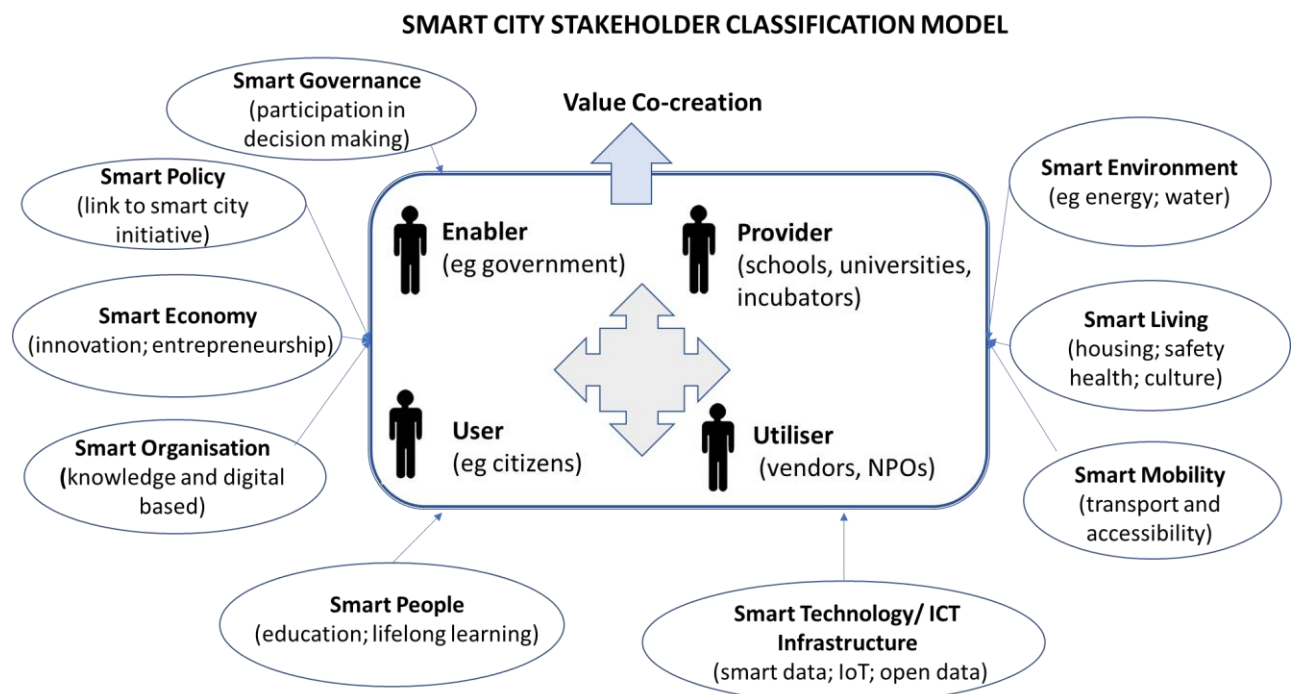 SMART CITY STAKEHOLDER CLASSIFICATION MODEL
Smart Governance
(participation in
decision making)
Value Co-creation
Smart Policy
(link to smart city
initiative)
Smart Economy
(innovation; entrepreneurship)
Smart Organisation
(knowledge and digital
based)
Enabler
(eg government)
Provider
(schools, universities,
incubators)
User
(eg citizens)
Utiliser
(vendors, NPOs)
Smart Environment
(eg energy; water)
Smart Living
(housing; safety
health; culture)
Smart Mobility
(transport and
accessibility)
Smart People
(education; lifelong learning)
Smart Technology/ ICT
Infrastructure
(smart data; IoT; open data)